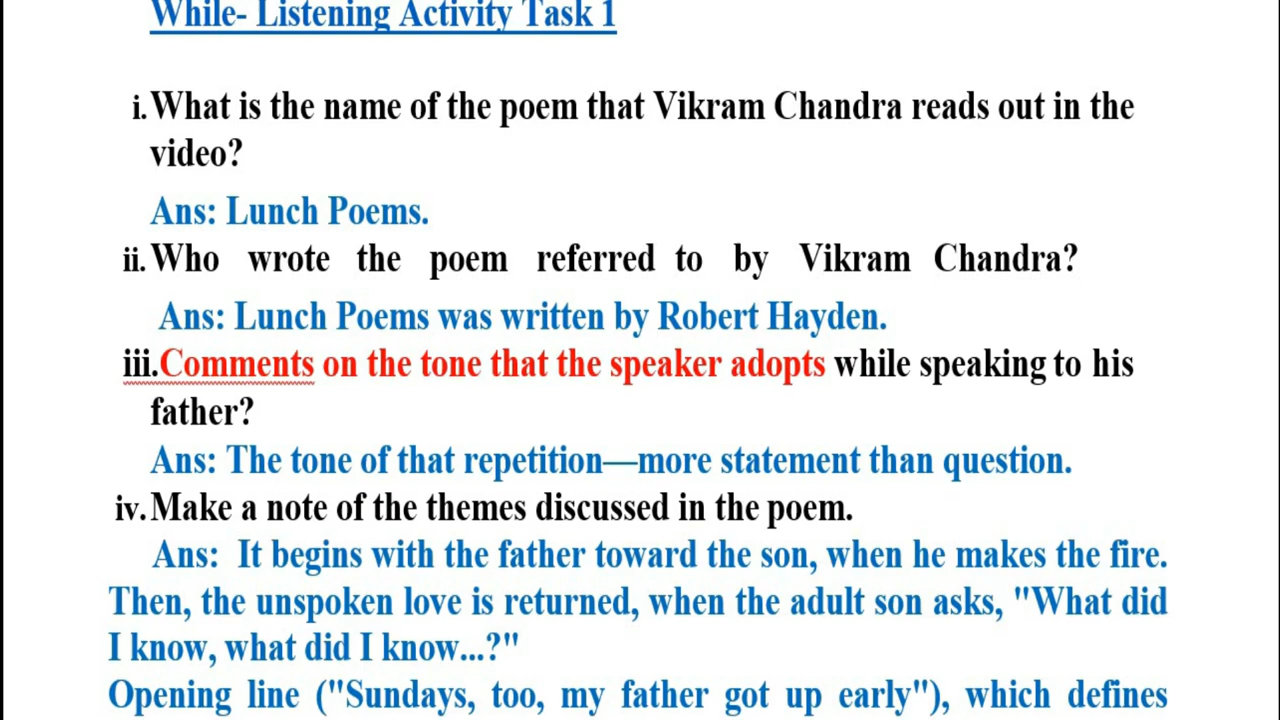 While- Listening Activity Task 1
i. What is the name of the poem that Vikram Chandra reads out in the
video?
Ans: Lunch Poems.
ii. Who wrote the poem referred to by Vikram Chandra?
Ans: Lunch Poems was written by Robert Hayden.
iii. Comments on the tone that the speaker adopts while speaking to his
father?
Ans: The tone of that repetition—more statement than question.
iv. Make a note of the themes discussed in the poem.
Ans: It begins with the father toward the son, when he makes the fire.
Then, the unspoken love is returned, when the adult son asks, "What did
I know, what did I know...?"
Opening line ("Sundays, too, my father got up early"), which defines